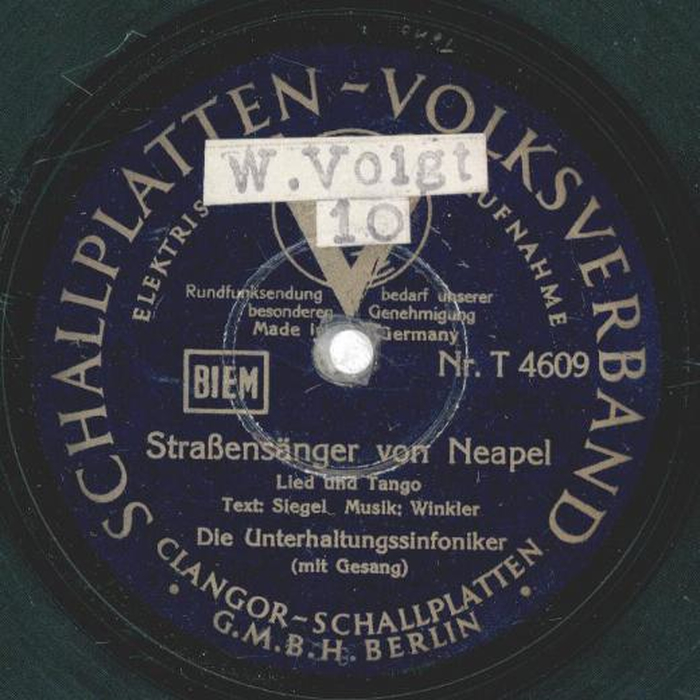 SCHALLPLATTEN-VOLKSVERBAND
W.Voigt
10
Rundfunksendung bedarf unserer
besonderen Genehmigung
Made in Germany
Nr. T 4609
BIEM
Straßensänger von Neapel
Lied und Tango
Text: Siegel Musik: Winkler
Die Unterhaltungssinfoniker
(mit Gesang)
CLANGOR-SCHALLPLATTEN
G.M.B.H. BERLIN